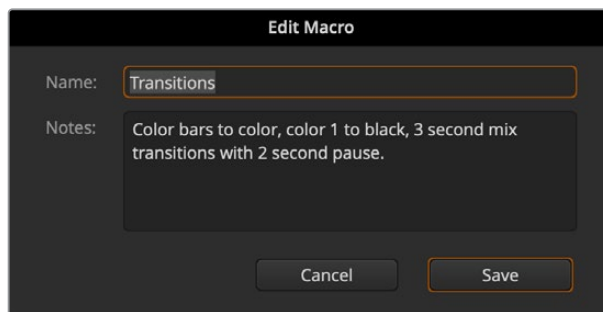 Edit Macro
Name: Transitions
Notes: Color bars to color, color 1 to black, 3 second mix
transitions with 2 second pause.
Cancel Save